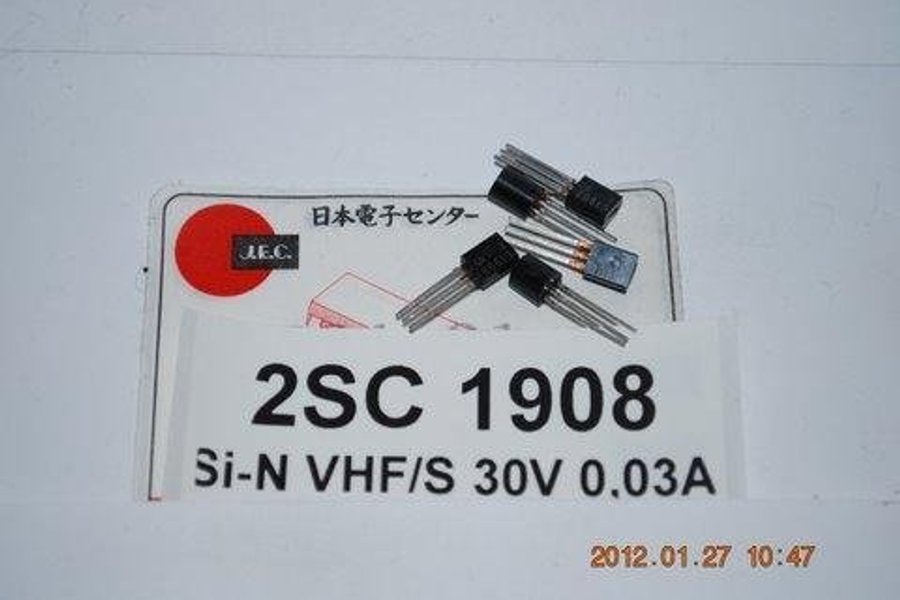 日本電子センター
J.E.C.
2SC 1908
Si-N VHF/S 30V 0,03A
2012.01.27 10:47